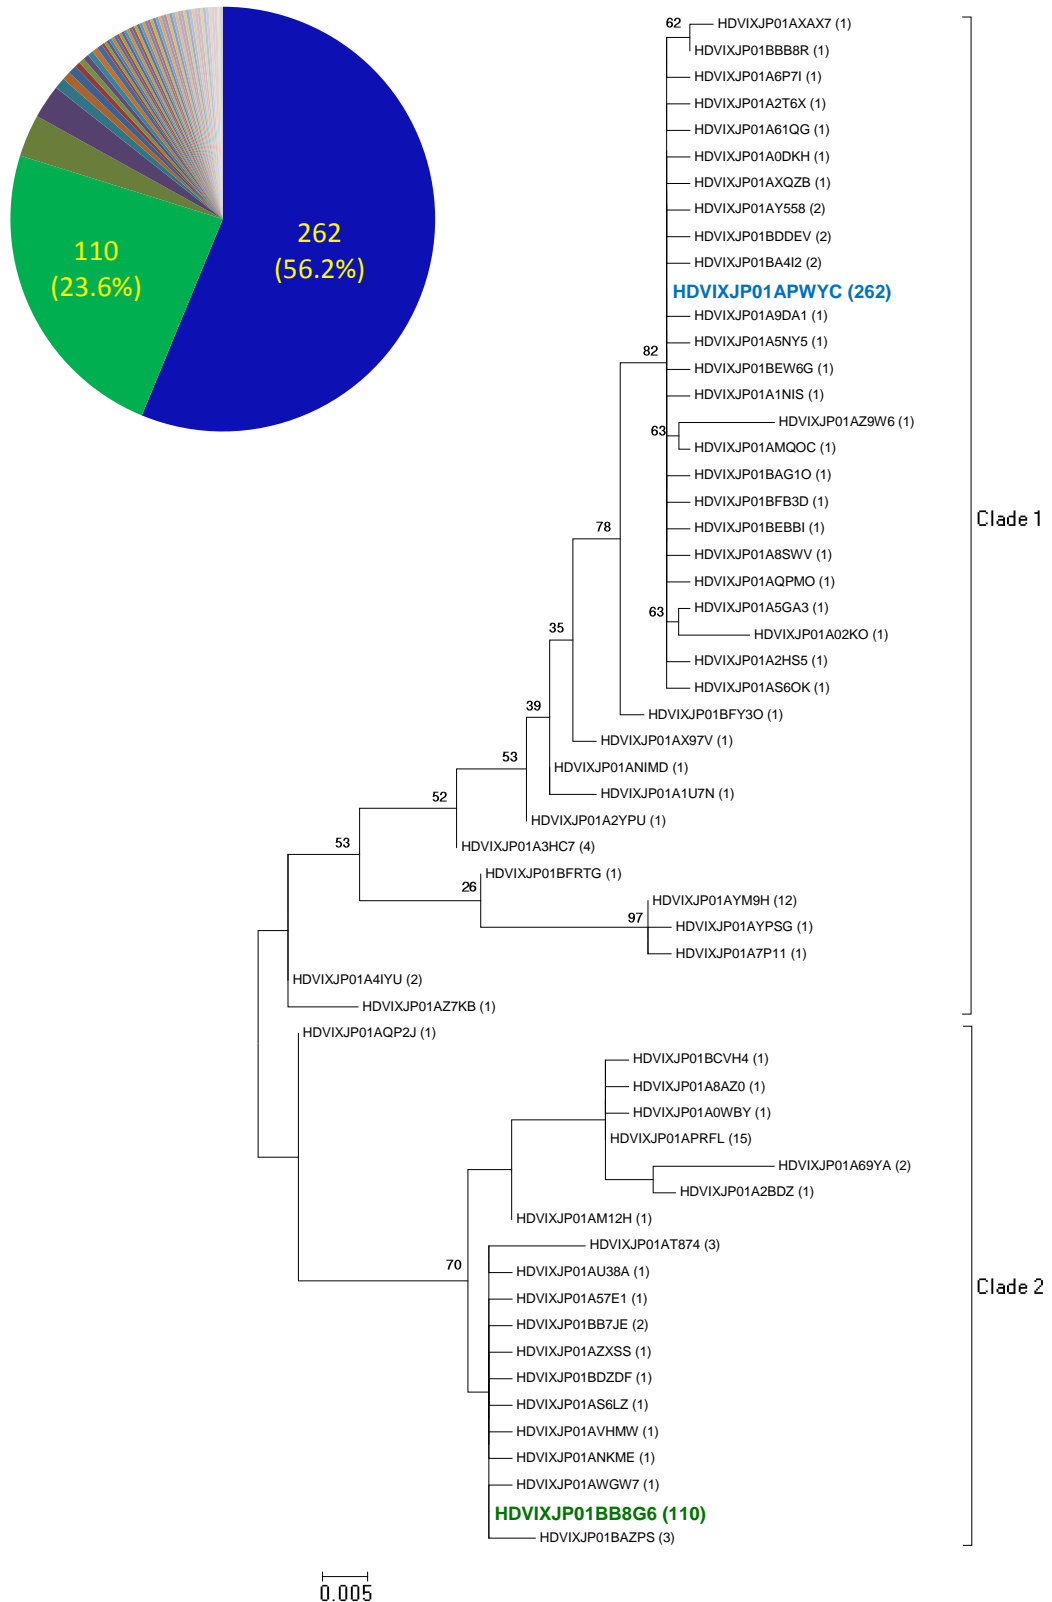 262
(56.2%)
110
(23.6%)
62
HDVIXJP01AXAX7 (1)
HDVIXJP01BBB8R (1)
HDVIXJP01A6P7I (1)
HDVIXJP01A2T6X (1)
HDVIXJP01A61QG (1)
HDVIXJP01A0DKH (1)
HDVIXJP01AXQZB (1)
HDVIXJP01AY558 (2)
HDVIXJP01BDDEV (2)
HDVIXJP01BA4I2 (2)
HDVIXJP01APWYC (262)
HDVIXJP01A9DA1 (1)
HDVIXJP01A5NY5 (1)
82
HDVIXJP01BEW6G (1)
HDVIXJP01A1NIS (1)
HDVIXJP01AZ9W6 (1)
63
HDVIXJP01AMQOC (1)
HDVIXJP01BAG1O (1)
HDVIXJP01BFB3D (1)
Clade 1
78
HDVIXJP01BEBBI (1)
HDVIXJP01A8SWV (1)
HDVIXJP01AQPMO (1)
HDVIXJP01A5GA3 (1)
63
HDVIXJP01A02KO (1)
35
HDVIXJP01A2HS5 (1)
HDVIXJP01AS6OK (1)
39
HDVIXJP01BFY3O (1)
HDVIXJP01AX97V (1)
53
HDVIXJP01ANIMD (1)
HDVIXJP01A1U7N (1)
52
HDVIXJP01A2YPU (1)
53
HDVIXJP01A3HC7 (4)
HDVIXJP01BFRTG (1)
26
HDVIXJP01AYM9H (12)
97
HDVIXJP01AYPSG (1)
HDVIXJP01A7P11 (1)
HDVIXJP01A4IYU (2)
HDVIXJP01AZ7KB (1)
HDVIXJP01AQP2J (1)
HDVIXJP01BCVH4 (1)
HDVIXJP01A8AZ0 (1)
HDVIXJP01A0WBY (1)
HDVIXJP01APRFL (15)
HDVIXJP01A69YA (2)
HDVIXJP01A2BDZ (1)
HDVIXJP01AM12H (1)
HDVIXJP01AT874 (3)
70
HDVIXJP01AU38A (1)
Clade 2
HDVIXJP01A57E1 (1)
HDVIXJP01BB7JE (2)
HDVIXJP01AZXSS (1)
HDVIXJP01BDZDF (1)
HDVIXJP01AS6LZ (1)
HDVIXJP01AVHMW (1)
HDVIXJP01ANKME (1)
HDVIXJP01AWGW7 (1)
HDVIXJP01BB8G6 (110)
HDVIXJP01BAZPS (3)
0.005